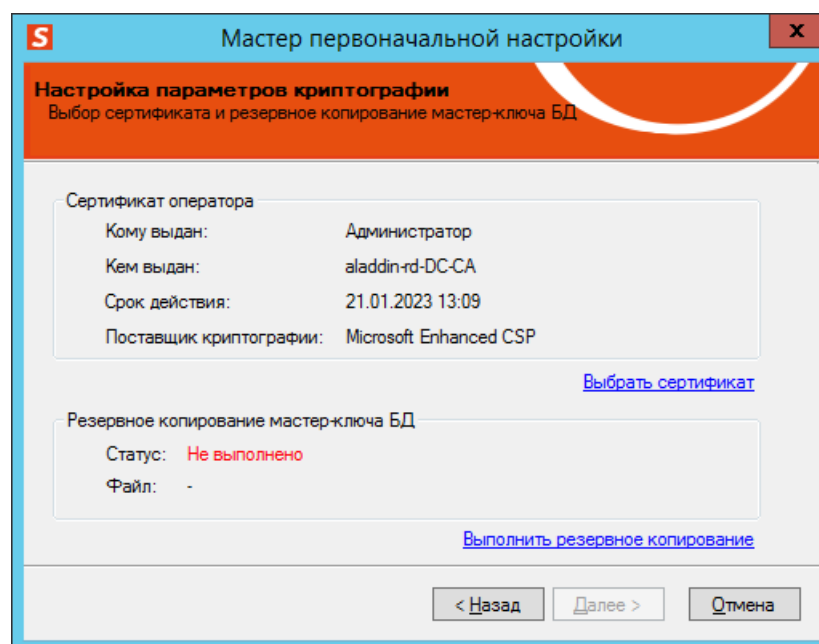 S
Мастер первоначальной настройки
x
Настройка параметров криптографии
Выбор сертификата и резервное копирование мастер-ключа БД
Сертификат оператора
Кому выдан: Администратор
Кем выдан: aladdin-rd-DC-CA
Срок действия: 21.01.2023 13:09
Поставщик криптографии: Microsoft Enhanced CSP
Выбрать сертификат
Резервное копирование мастер-ключа БД
Статус: Не выполнено
Файл: -
Выполнить резервное копирование
< Назад Далее > Отмена